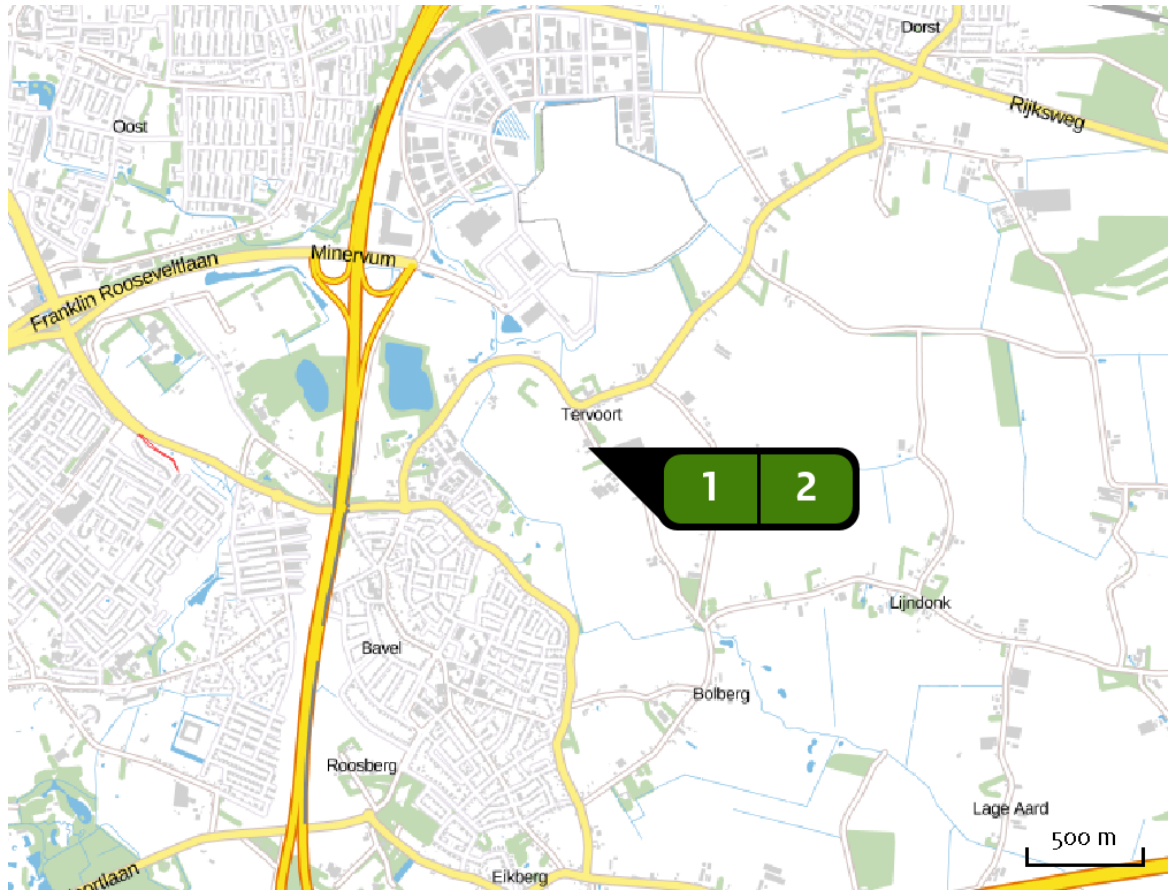 Dorst
Rijksweg
Oost
Minervum
Franklin Rooseveltlaan
Tervoort
1 2
Lijndonk
Bavel
Bolberg
Roosberg
Lage Aard
500 m
Eikberg